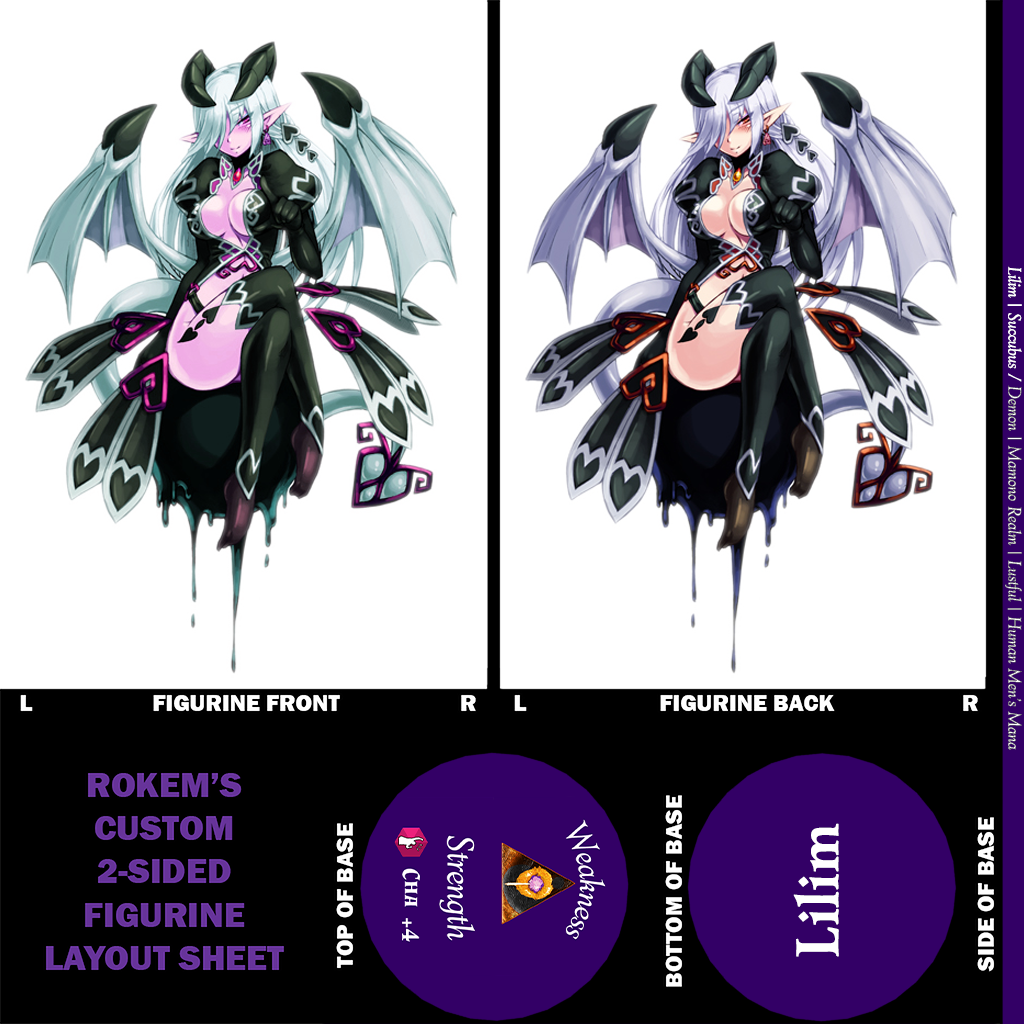 L
FIGURINE FRONT
R
L
FIGURINE BACK
R
Lilim | Succubus / Demon | Mamono Realm | Lustful | Human Men's Mana
ROKEM'S
CUSTOM
2-SIDED
FIGURINE
LAYOUT SHEET
TOP OF BASE
Weakness
Strength
CHA +4
BOTTOM OF BASE
Lilim
SIDE OF BASE